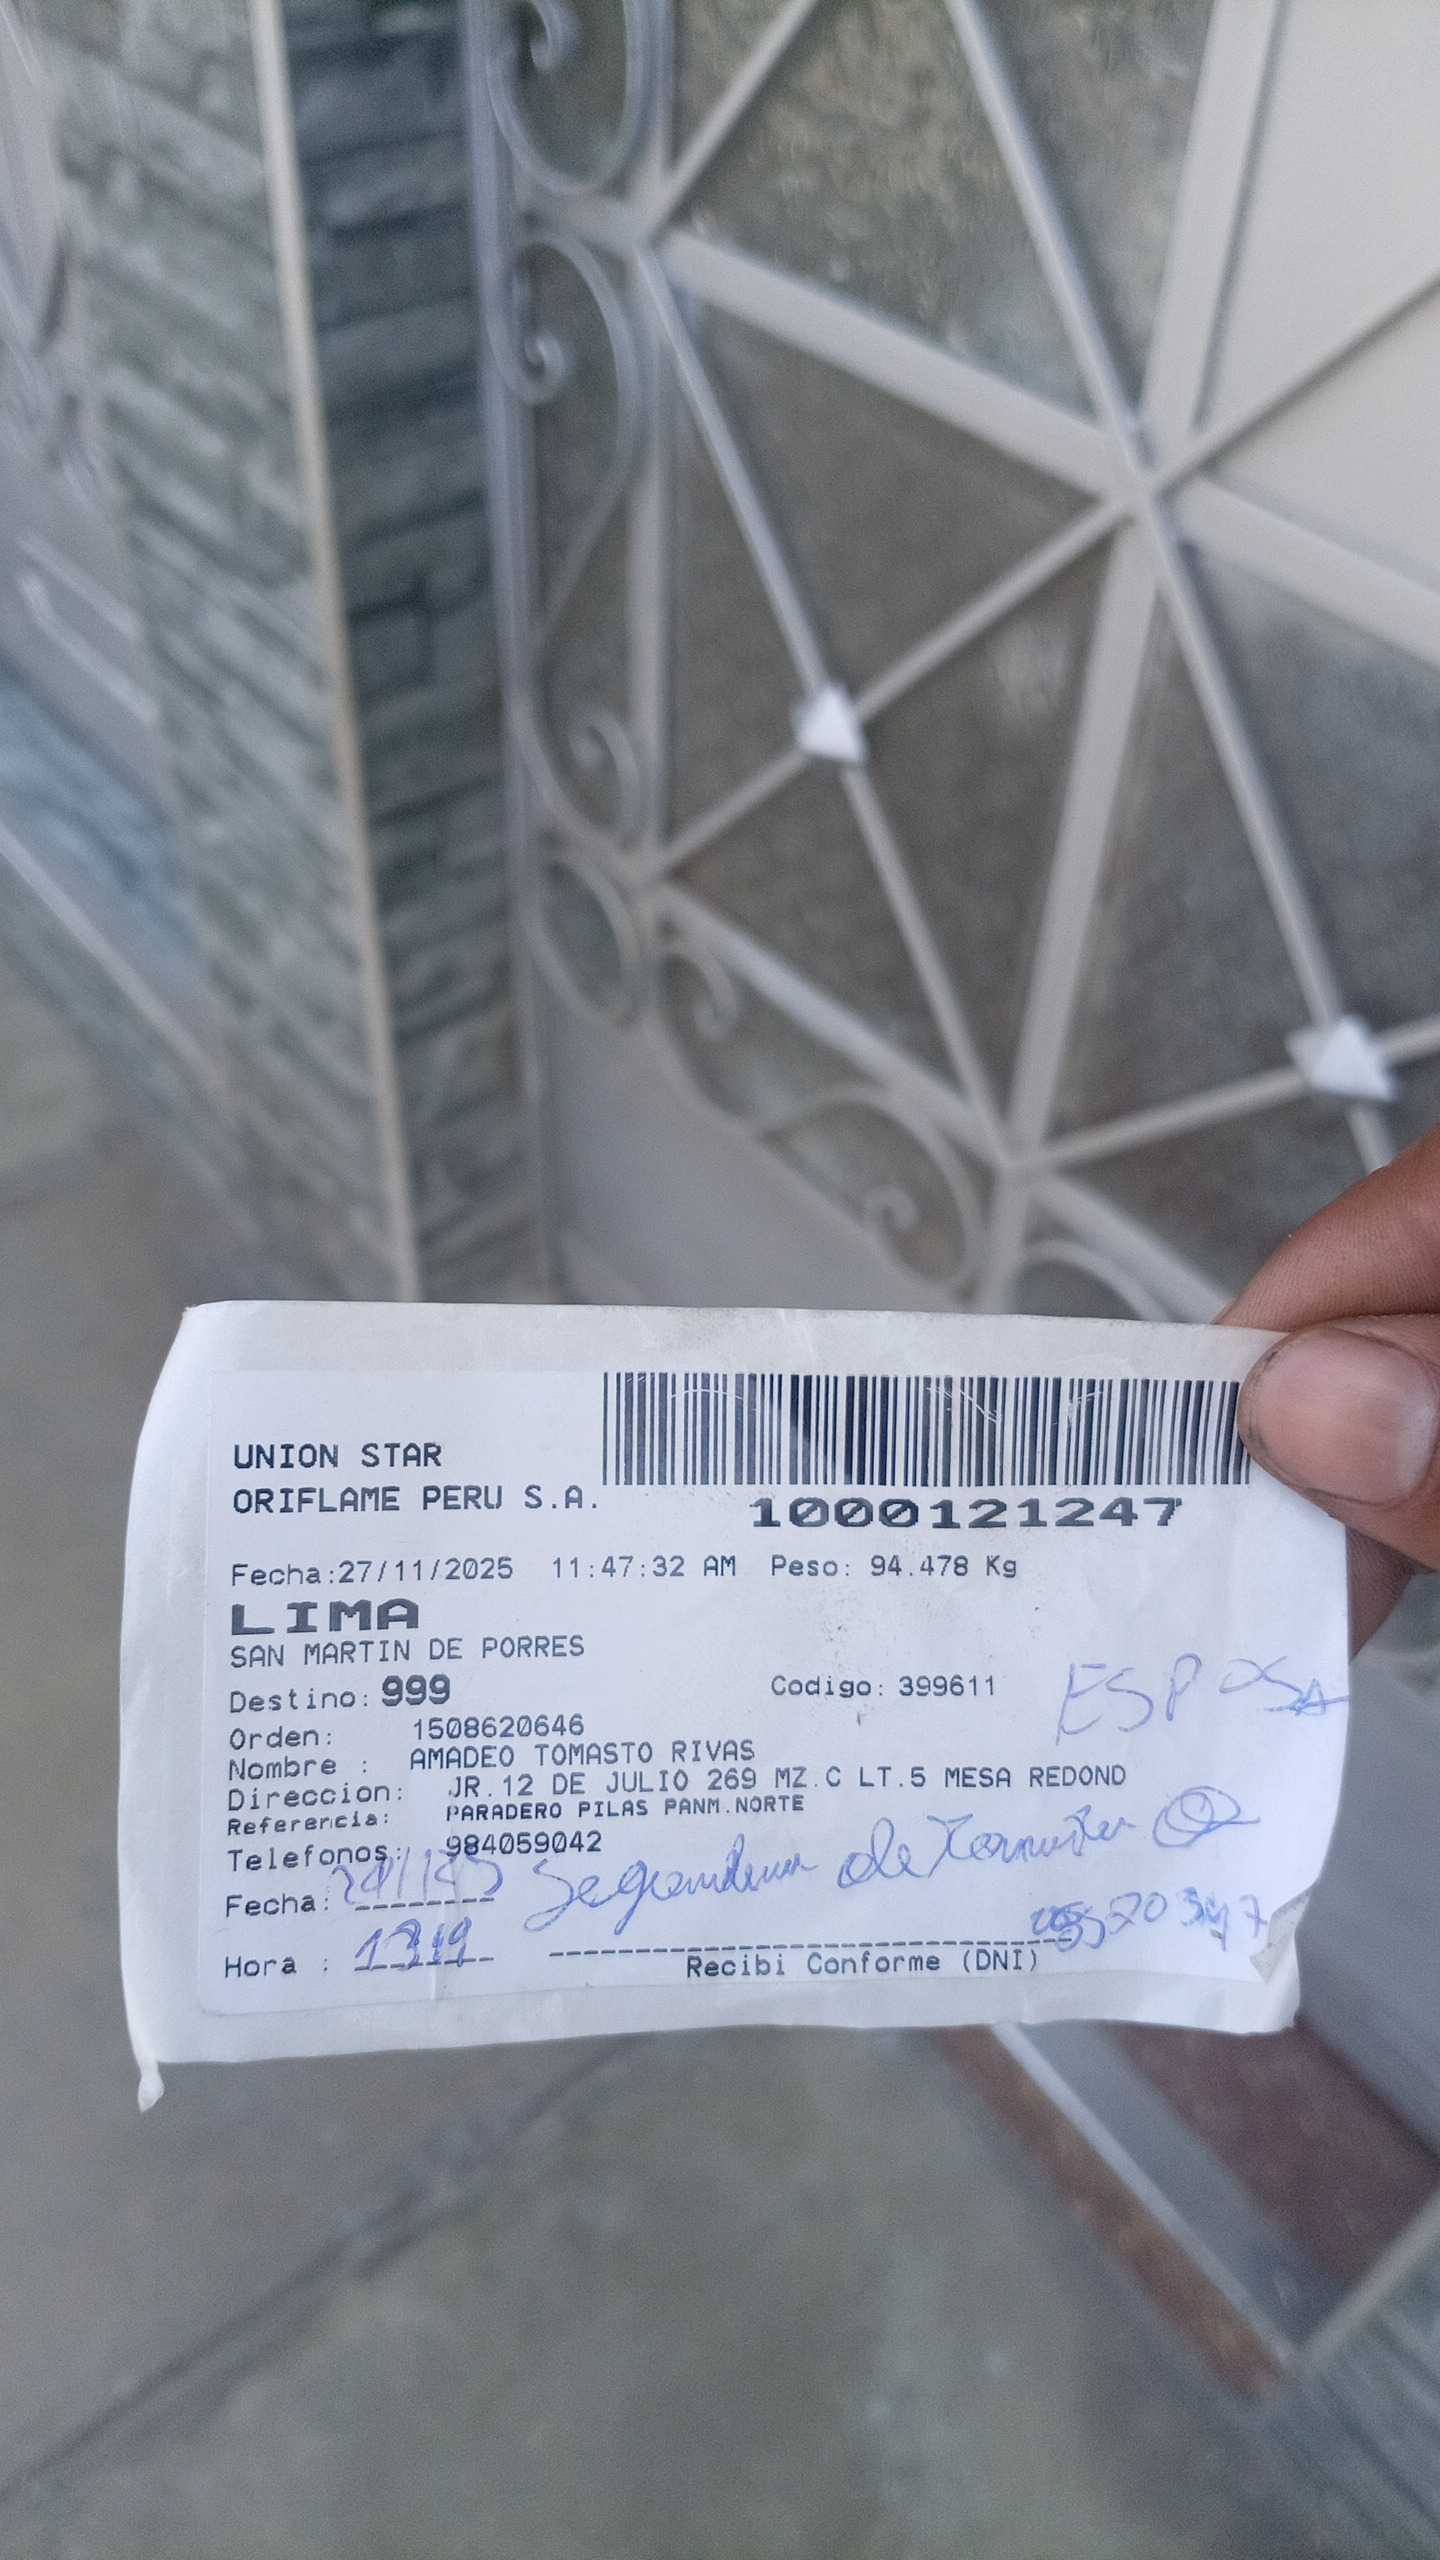 UNION STAR
ORIFLAME PERU S.A.
1000121247
Fecha:27/11/2025 11:47:32 AM Peso: 94.478 Kg
LIMA
SAN MARTIN DE PORRES
Destino: 999 Codigo: 399611
ESPOSA
Orden: 1508620646
Nombre : AMADEO TOMASTO RIVAS
Direccion: JR.12 DE JULIO 269 MZ.C LT.5 MESA REDOND
Referencia: PARADERO PILAS PANM.NORTE
Telefonos: 984059042
Fecha: de
Hora :
Recibi Conforme (DNI)